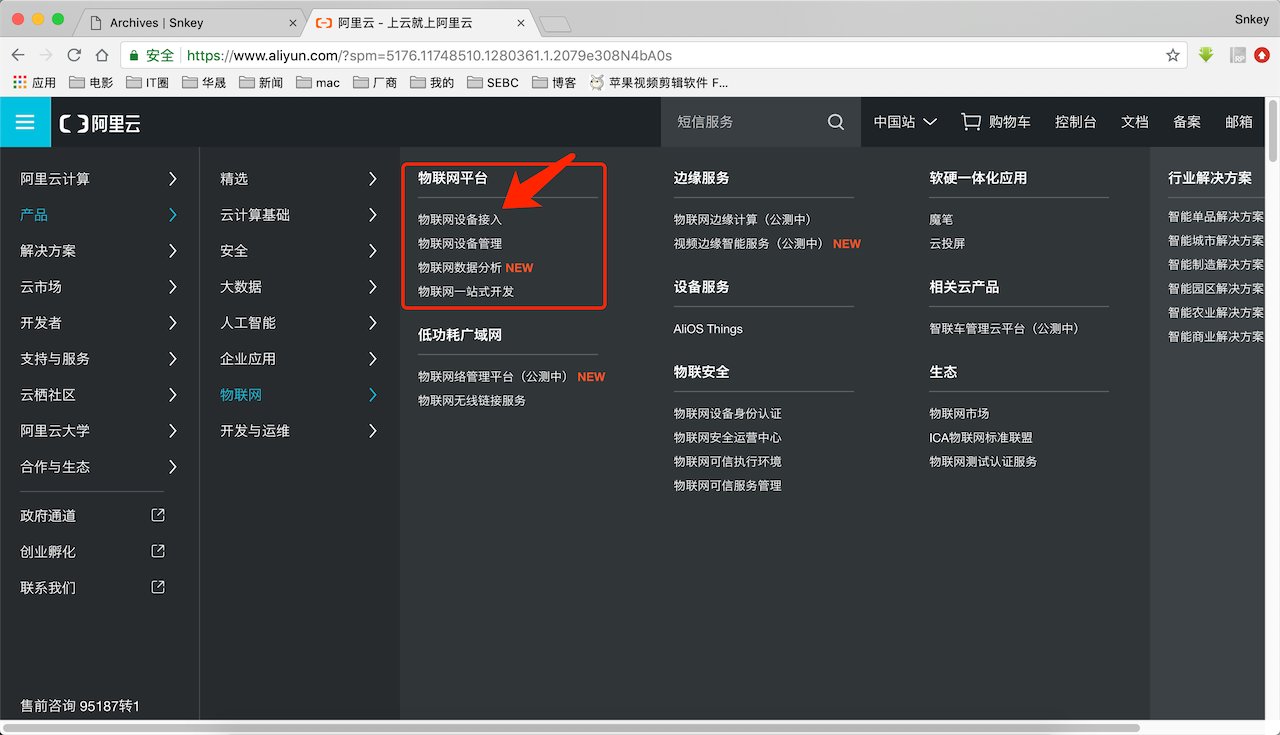 Archives | Snkey
阿里云 - 上云就上阿里云
Snkey
安全
https://www.aliyun.com/?spm=5176.11748510.1280361.1.2079e308N4bA0s
应用
电影
IT圈
华晟
新闻
mac
厂商
我的
SEBC
博客
苹果视频剪辑软件 F...
阿里云
短信服务
中国站
购物车
控制台
文档
备案
邮箱
阿里云计算
产品
解决方案
云市场
开发者
支持与服务
云栖社区
阿里云大学
合作与生态
政府通道
创业孵化
联系我们
售前咨询 95187转1
精选
云计算基础
安全
大数据
人工智能
企业应用
物联网
开发与运维
物联网平台
物联网设备接入
物联网设备管理
物联网数据分析 NEW
物联网一站式开发
低功耗广域网
物联网络管理平台（公测中） NEW
物联网无线链接服务
边缘服务
物联网边缘计算（公测中）
视频边缘智能服务（公测中） NEW
设备服务
AliOS Things
物联安全
物联网设备身份认证
物联网安全运营中心
物联网可信执行环境
物联网可信服务管理
软硬一体化应用
魔笔
云投屏
相关云产品
智联车管理云平台（公测中）
生态
物联网市场
ICA物联网标准联盟
物联网测试认证服务
行业解决方案
智能单品解决方案
智能城市解决方案
智能制造解决方案
智能园区解决方案
智能农业解决方案
智能商业解决方案